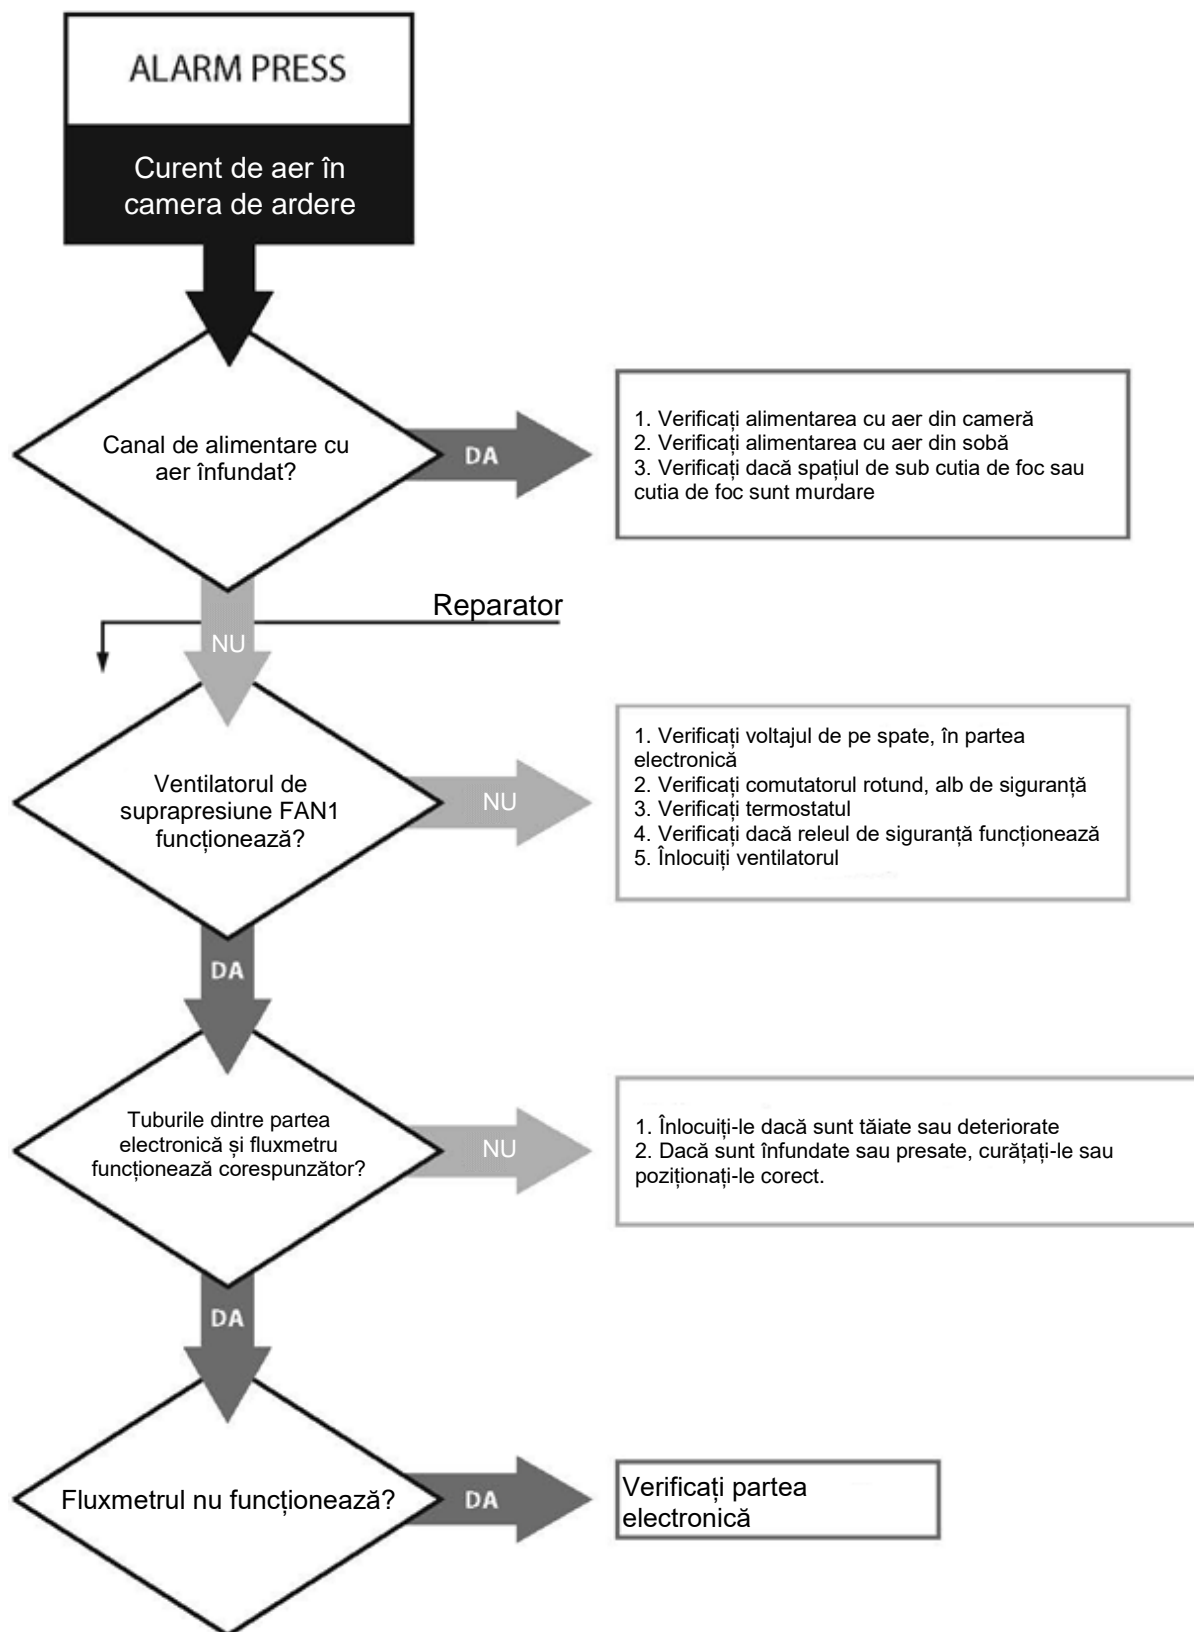 ALARM PRESS
Curent de aer în
camera de ardere
Canal de alimentare cu
aer înfundat?
DA
1. Verificați alimentarea cu aer din cameră
2. Verificați alimentarea cu aer din sobă
3. Verificați dacă spațiul de sub cutia de foc sau
cutia de foc sunt murdare
Reparator
NU
Ventilatorul de
suprapresiune FAN1
funcționează?
NU
1. Verificați voltajul de pe spate, în partea
electronică
2. Verificați comutatorul rotund, alb de siguranță
3. Verificați termostatul
4. Verificați dacă releul de siguranță funcționează
5. Înlocuiți ventilatorul
DA
Tuburile dintre partea
electronică și fluxmetru
funcționează corespunzător?
NU
1. Înlocuiți-le dacă sunt tăiate sau deteriorate
2. Dacă sunt înfundate sau presate, curățați-le sau
poziționați-le corect.
DA
Fluxmetrul nu funcționează?
DA
Verificați partea
electronică